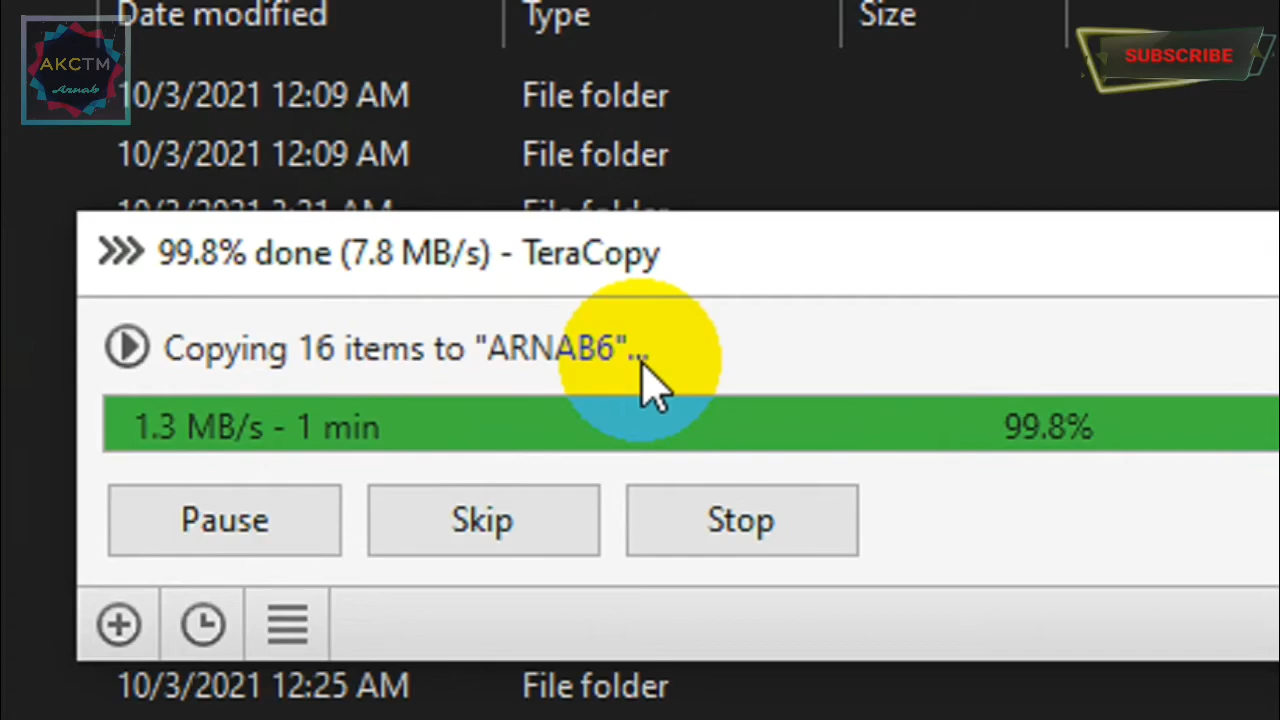 Date modified Type Size
AKCTM
Arnab
SUBSCRIBE
10/3/2021 12:09 AM File folder
10/3/2021 12:09 AM File folder
99.8% done (7.8 MB/s) - TeraCopy
Copying 16 items to "ARNAB6"...
1.3 MB/s - 1 min 99.8%
Pause Skip Stop
10/3/2021 12:25 AM File folder